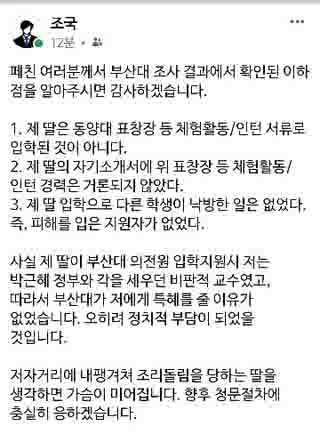 조국
12분
페친 여러분께서 부산대 조사 결과에서 확인된 이하
점을 알아주시면 감사하겠습니다.
1. 제 딸은 동양대 표창장 등 체험활동/인턴 서류로
입학된 것이 아니다.
2. 제 딸의 자기소개서에 위 표창장 등 체험활동/
인턴 경력은 거론되지 않았다.
3. 제 딸 입학으로 다른 학생이 낙방한 일은 없었다.
즉, 피해를 입은 지원자가 없었다.
사실 제 딸이 부산대 의전원 입학지원시 저는
박근혜 정부와 각을 세우던 비판적 교수였고,
따라서 부산대가 저에게 특혜를 줄 이유가
없었습니다. 오히려 정치적 부담이 되었을
것입니다.
저자거리에 내팽겨쳐 조리돌림을 당하는 딸을
생각하면 가슴이 미어집니다. 향후 청문절차에
충실히 응하겠습니다.